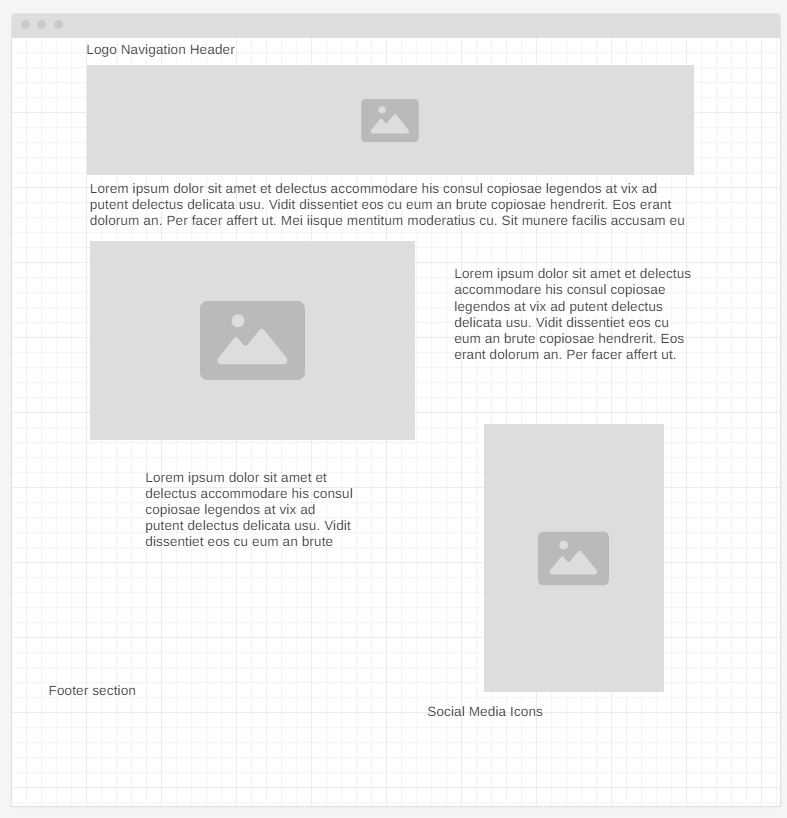 Logo Navigation Header
Lorem ipsum dolor sit amet et delectus accommodare his consul copiosae legendos at vix ad
putent delectus delicata usu. Vidit dissentiet eos cu eum an brute copiosae hendrerit. Eos erant
dolorum an. Per facer affert ut. Mei iisque mentitum moderatius cu. Sit munere facilis accusam eu
Lorem ipsum dolor sit amet et delectus
accommodare his consul copiosae
legendos at vix ad putent delectus
delicata usu. Vidit dissentiet eos cu
eum an brute copiosae hendrerit. Eos
erant dolorum an. Per facer affert ut.
Lorem ipsum dolor sit amet et
delectus accommodare his consul
copiosae legendos at vix ad
putent delectus delicata usu. Vidit
dissentiet eos cu eum an brute
Footer section
Social Media Icons